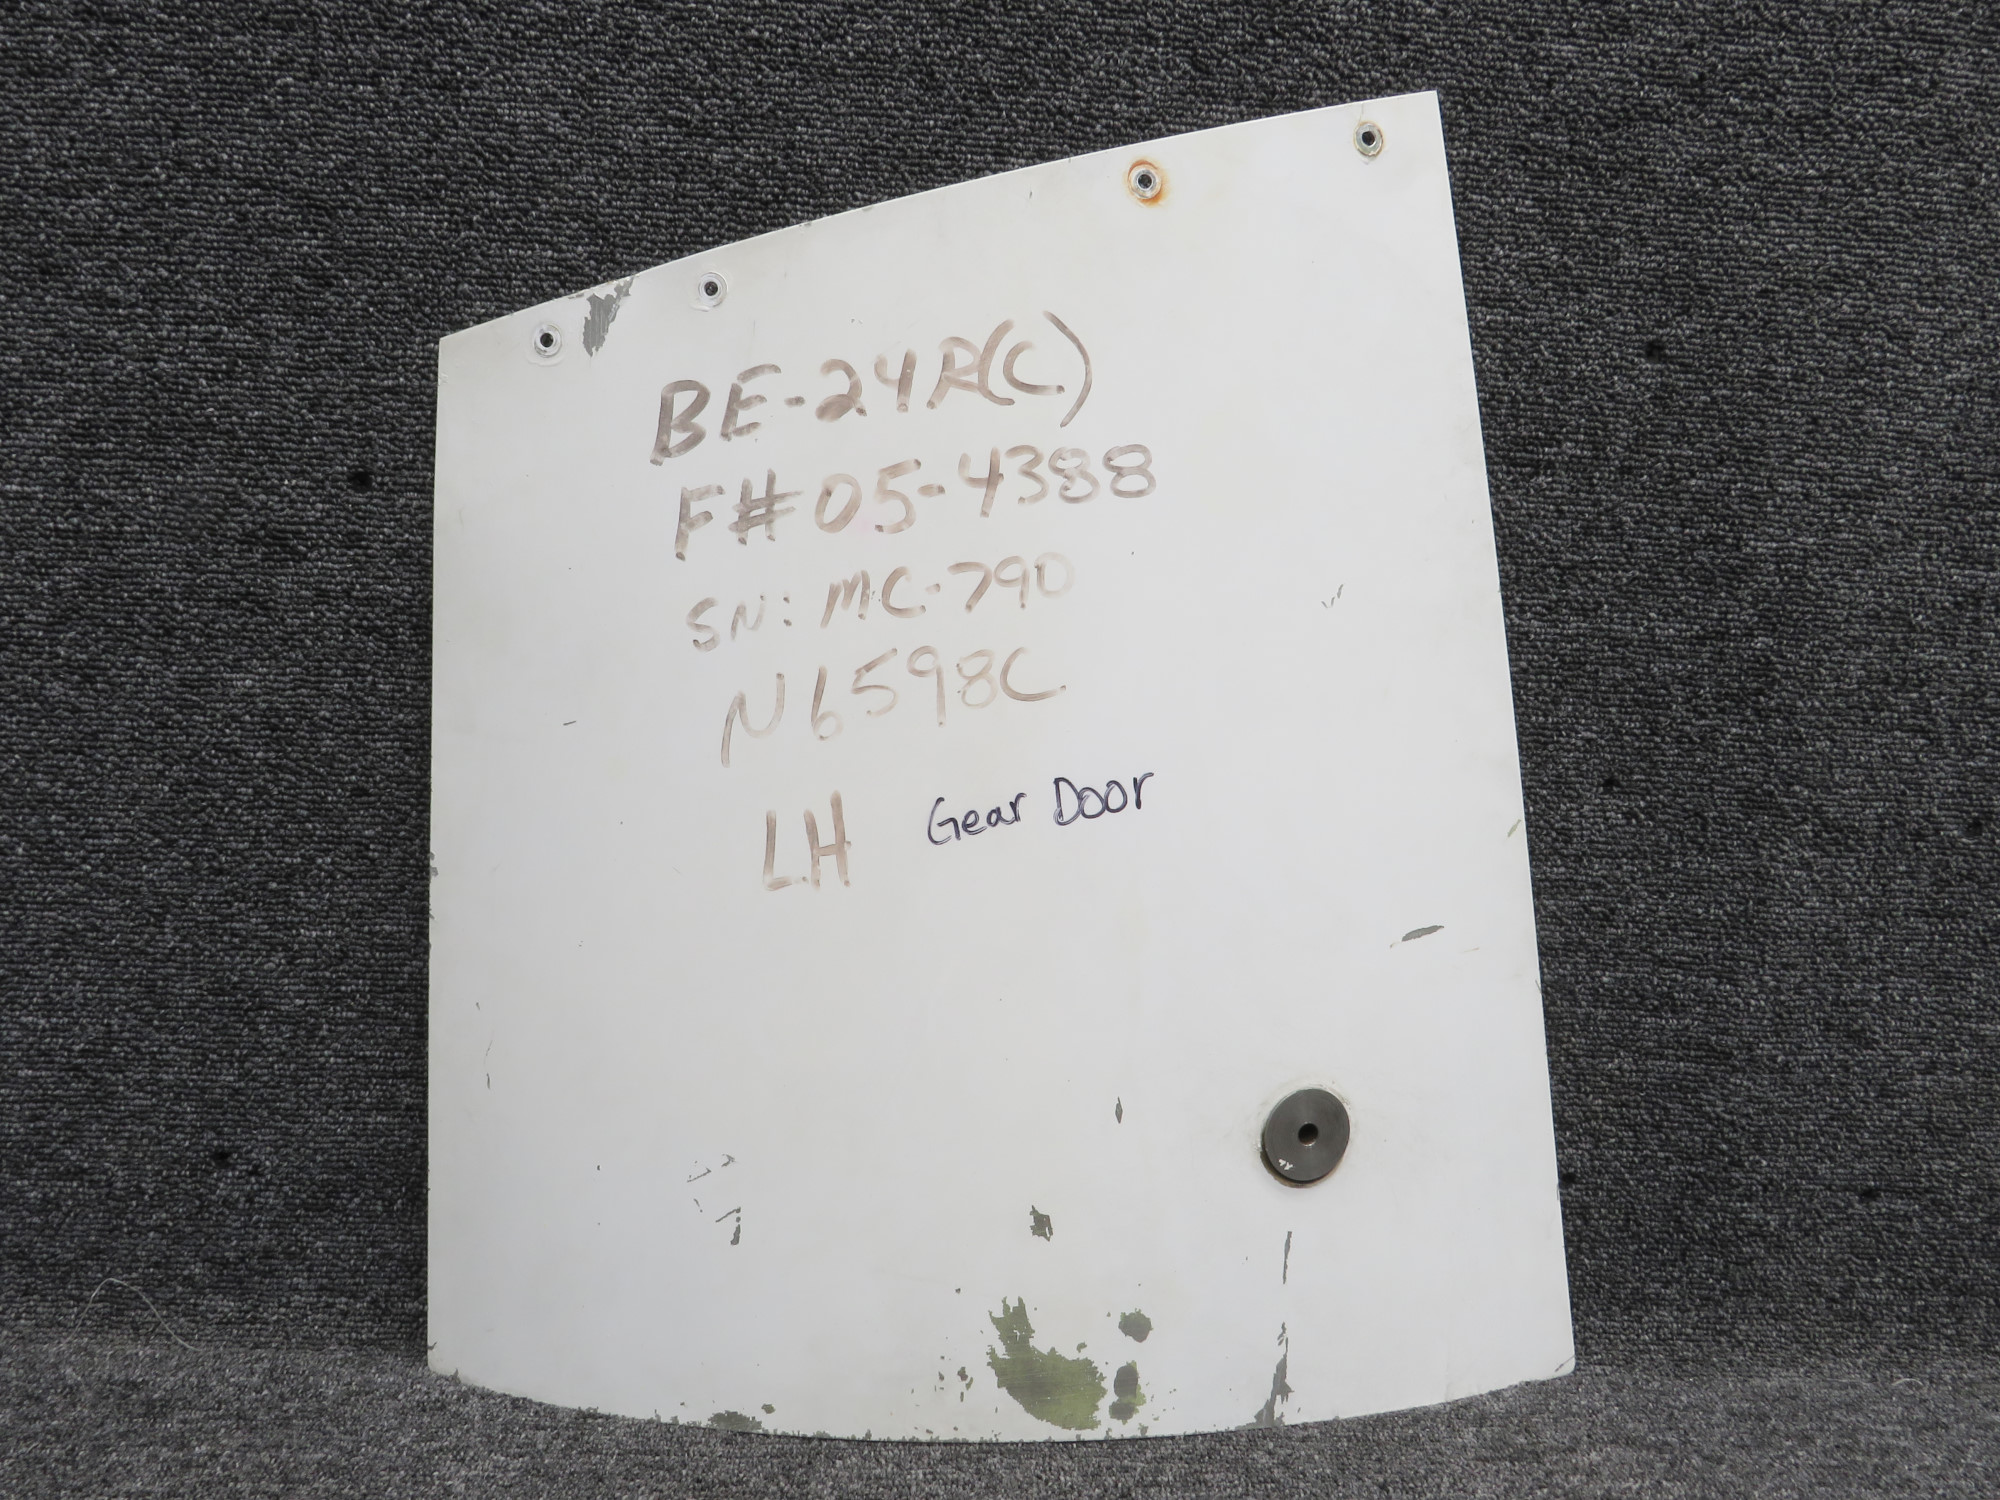 BE-24R(C)
F# 05-4388
SN: MC-790
N6598C
LH Gear Door